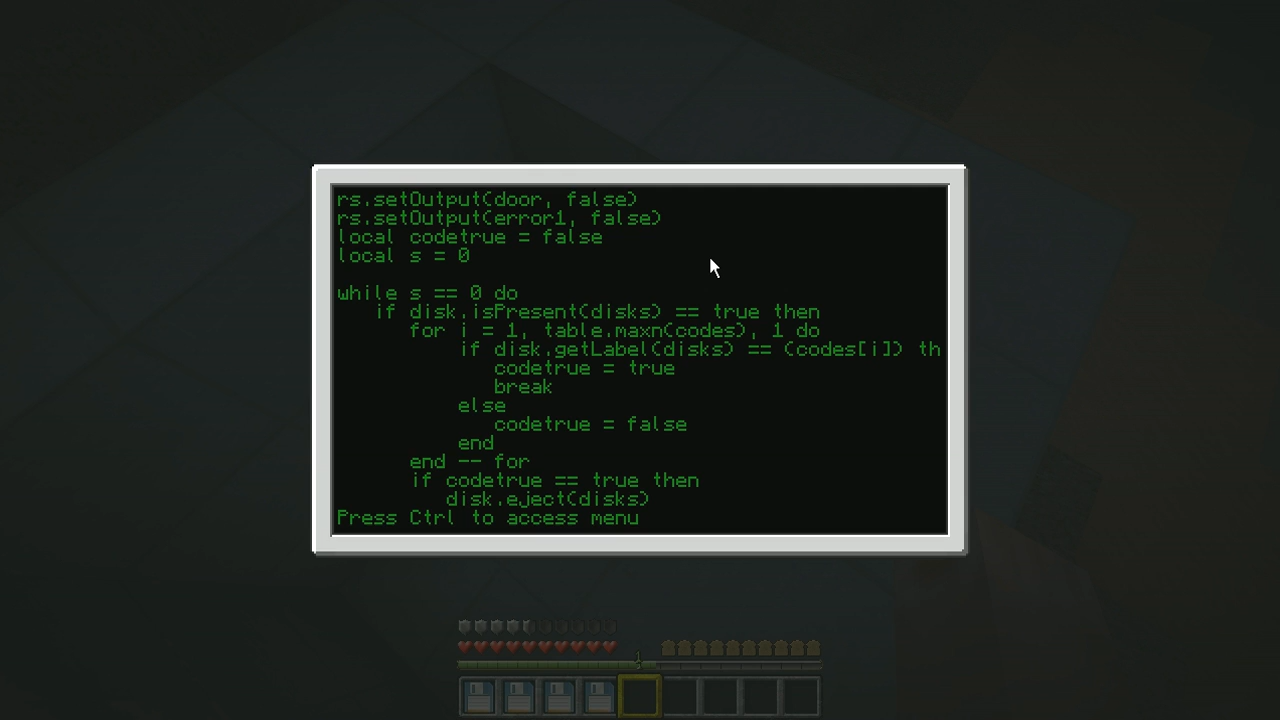 rs.setOutput(door, false)
rs.setOutput(error1, false)
local codetrue = false
local s = 0
while s == 0 do
if disk.isPresent(disks) == true then
for i = 1, table.maxn(codes), 1 do
if disk.getLabel(disks) == (codes[i]) th
codetrue = true
break
else
codetrue = false
end
end -- for
if codetrue == true then
disk.eject(disks)
Press Ctrl to access menu
1